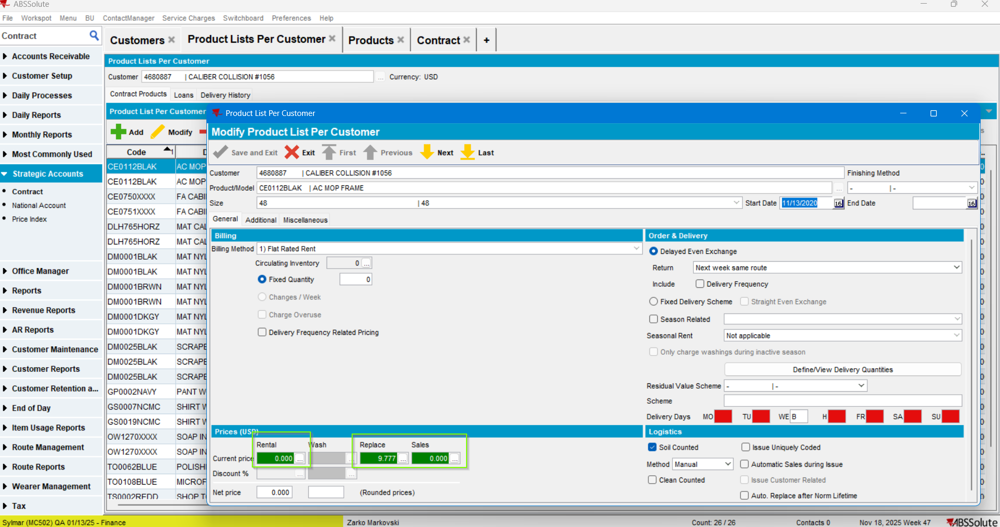 ABSSolute
File Workspot Menu BU ContactManager Service Charges Switchboard Preferences Help
Contract
Customers Product Lists Per Customer Products Contract +
Accounts Receivable
Customer Setup
Daily Processes
Daily Reports
Monthly Reports
Most Commonly Used
Strategic Accounts
Contract
National Account
Price Index
Office Manager
Reports
Revenue Reports
AR Reports
Customer Maintenance
Customer Reports
Customer Retention a...
End of Day
Item Usage Reports
Route Management
Route Reports
Wearer Management
Tax
Product Lists Per Customer
Customer 4680887 | CALIBER COLLISION #1056 ... Currency: USD
Contract Products Loans Delivery History
Product List Per Customer
Add Modify
Code 1
CE0112BLAK AC MOP
CE0112BLAK AC MOP
CE0750XXXX FA CABI
CE0751XXXX FA CABI
DLH765HORZ MAT CAL
DLH765HORZ MAT CAL
DM0001BLAK MAT NYL
DM0001BLAK MAT NYL
DM0001BRWN MAT NYL
DM0001BRWN MAT NYL
DM0001DKGY MAT NYL
DM0001DKGY MAT NYL
DM0025BLAK SCRAPE
DM0025BLAK SCRAPE
DM0025BLAK SCRAPE
GP0002NAVY PANT W
GS0007NCMC SHIRT W
GS0019NCMC SHIRT W
OW1270XXXX SOAP IN
OW1270XXXX SOAP IN
TO0062BLUE POLISHI
TO0108BLUE MICROF
TS0002REDD SHOP T
Product List Per Customer
Modify Product List Per Customer
Save and Exit Exit First Previous Next Last
Customer 4680887 | CALIBER COLLISION #1056 Finishing Method
Product/Model CE0112BLAK | AC MOP FRAME ... - | -
Size 48 | 48 Start Date 11/13/2020 16 End Date 16
General Additional Miscellaneous
Billing
Billing Method 1) Flat Rated Rent
Circulating Inventory 0 ...
Fixed Quantity 0
Changes / Week
Charge Overuse
Delivery Frequency Related Pricing
Order & Delivery
Delayed Even Exchange
Return Next week same route
Include Delivery Frequency
Fixed Delivery Scheme Straight Even Exchange
Season Related
Seasonal Rent Not applicable
Only charge washings during inactive season
Define/View Delivery Quantities
Residual Value Scheme - | -
Scheme
Delivery Days MO TU WE B H FR SA SU
Prices (USD)
Rental Wash Replace Sales
Current price 0.000 ... ... 9.777 ... 0.000 ...
Discount % ... ...
Net price 0.000 (Rounded prices)
Logistics
Soil Counted Issue Uniquely Coded
Method Manual Automatic Sales during Issue
Clean Counted Issue Customer Related
Auto. Replace after Norm Lifetime
Sylmar (MC502) QA 01/13/25 - Finance Zarko Markovski Count: 26 / 26 Contacts 0 Nov 18, 2025 Week 47 ABSSolute